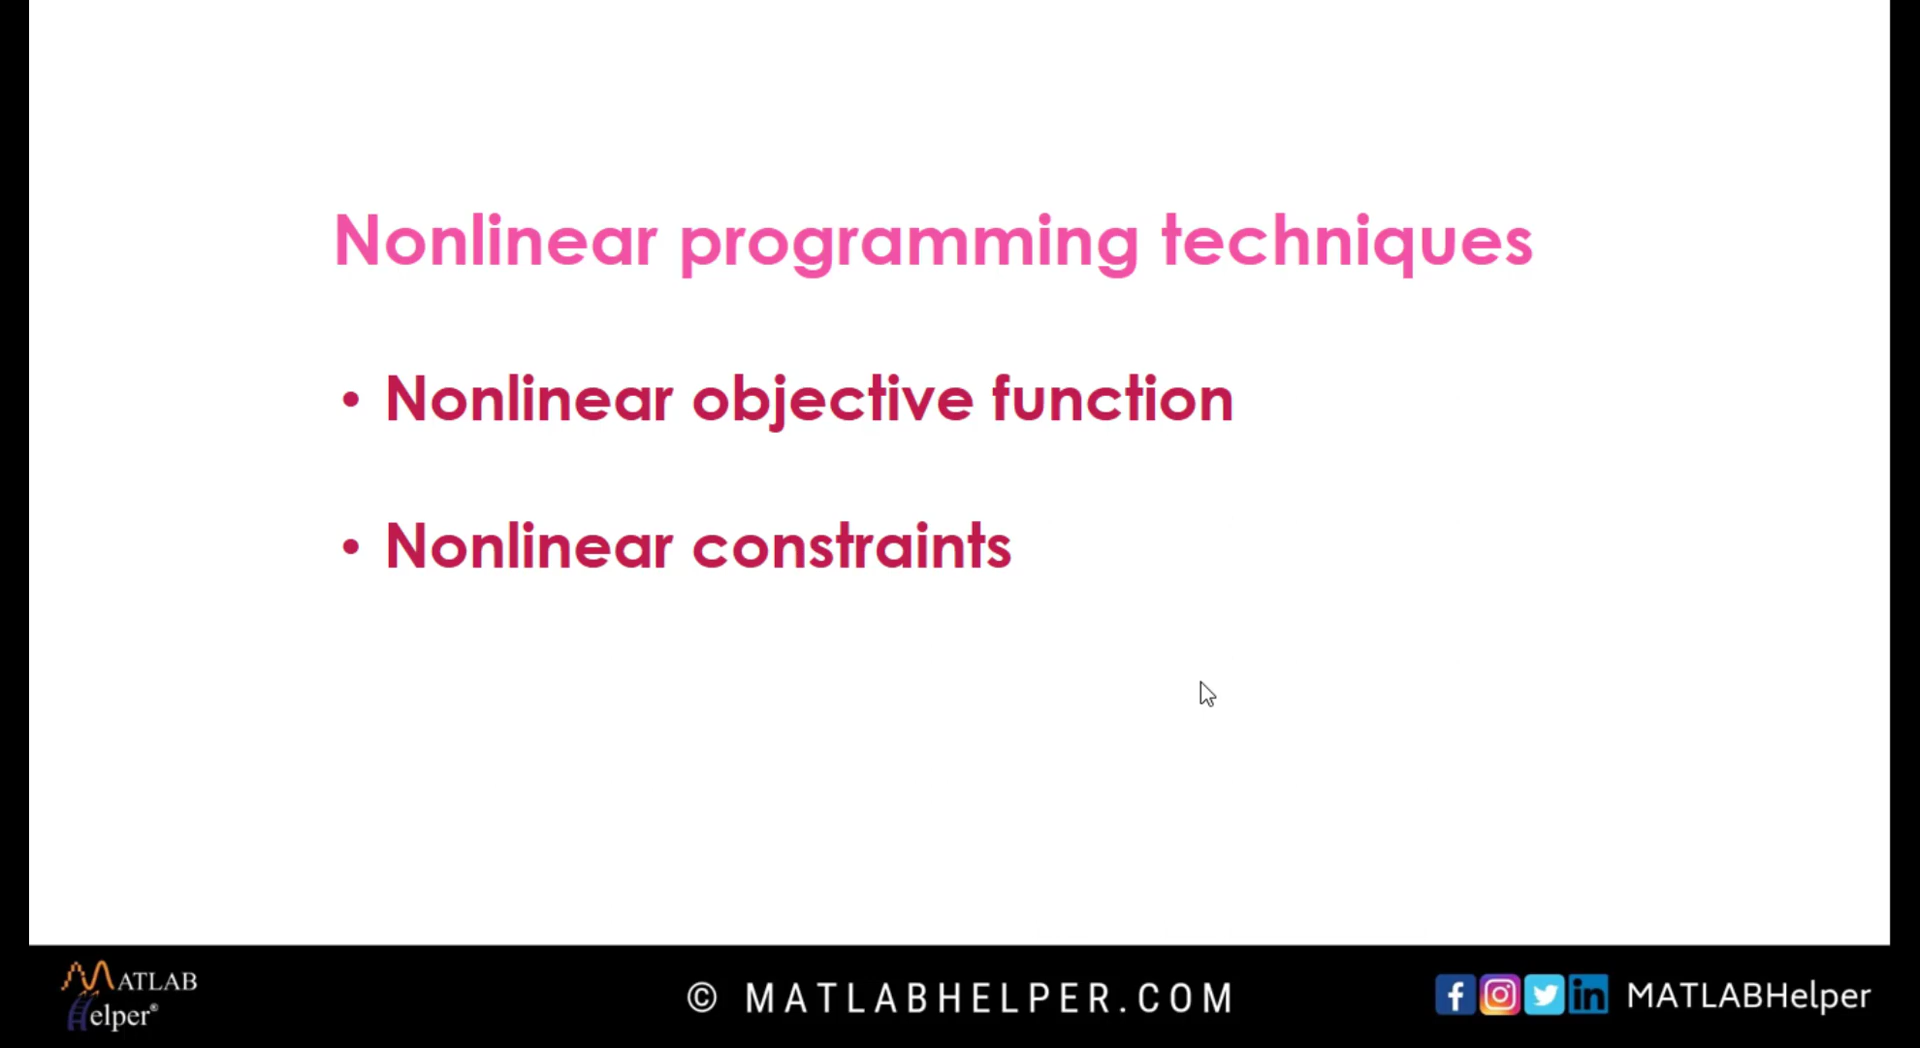 Nonlinear programming techniques
• Nonlinear objective function
• Nonlinear constraints
MATLAB
Helper®
© MATLABHELPER.COM
MATLABHelper